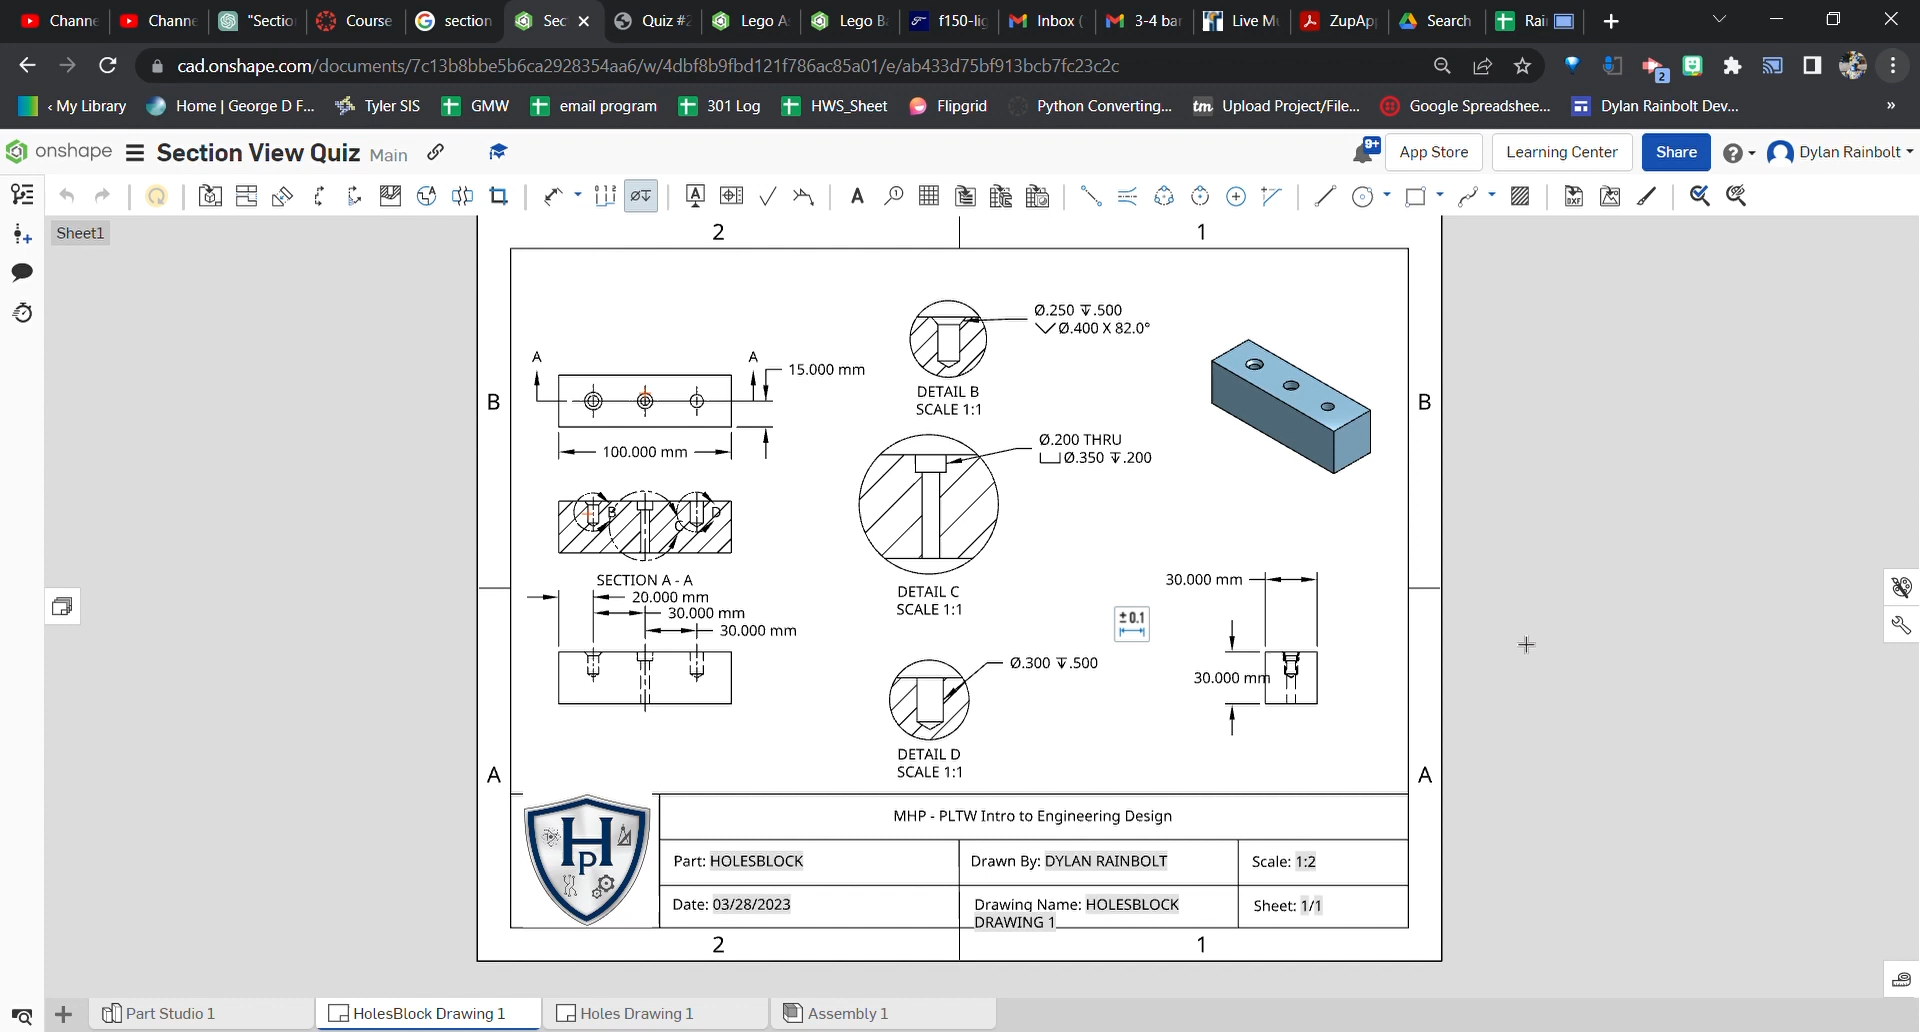 Channe
Channe
"Sectio
Course
section
Sec
Quiz #2
Lego A
Lego B
f150-lig
Inbox (
3-4 bar
Live M
ZupAp
Search
Rai
cad.onshape.com/documents/7c13b8bbe5b6ca2928354aa6/w/4dbf8b9fbd121f786ac85a01/e/ab433d75bf913bcb7fc23c2c
2
‹ My Library
Home | George D F...
Tyler SIS
GMW
email program
301 Log
HWS_Sheet
Flipgrid
Python Converting...
tm Upload Project/File...
Google Spreadshee...
Dylan Rainbolt Dev...
»
onshape
Section View Quiz Main
9+
App Store
Learning Center
Share
Dylan Rainbolt
Sheet1
2
1
Ø.250 ↧.500
⌵Ø.400 X 82.0°
A
A
15.000 mm
DETAIL B
SCALE 1:1
B
B
100.000 mm
Ø.200 THRU
⌴Ø.350 ↧.200
B
C
D
SECTION A - A
20.000 mm
30.000 mm
30.000 mm
DETAIL C
SCALE 1:1
30.000 mm
±0.1
Ø.300 ↧.500
30.000 mm
DETAIL D
SCALE 1:1
A
A
HP
MHP - PLTW Intro to Engineering Design
Part: HOLESBLOCK
Drawn By: DYLAN RAINBOLT
Scale: 1:2
Date: 03/28/2023
Drawing Name: HOLESBLOCK
DRAWING 1
Sheet: 1/1
2
1
Part Studio 1
HolesBlock Drawing 1
Holes Drawing 1
Assembly 1